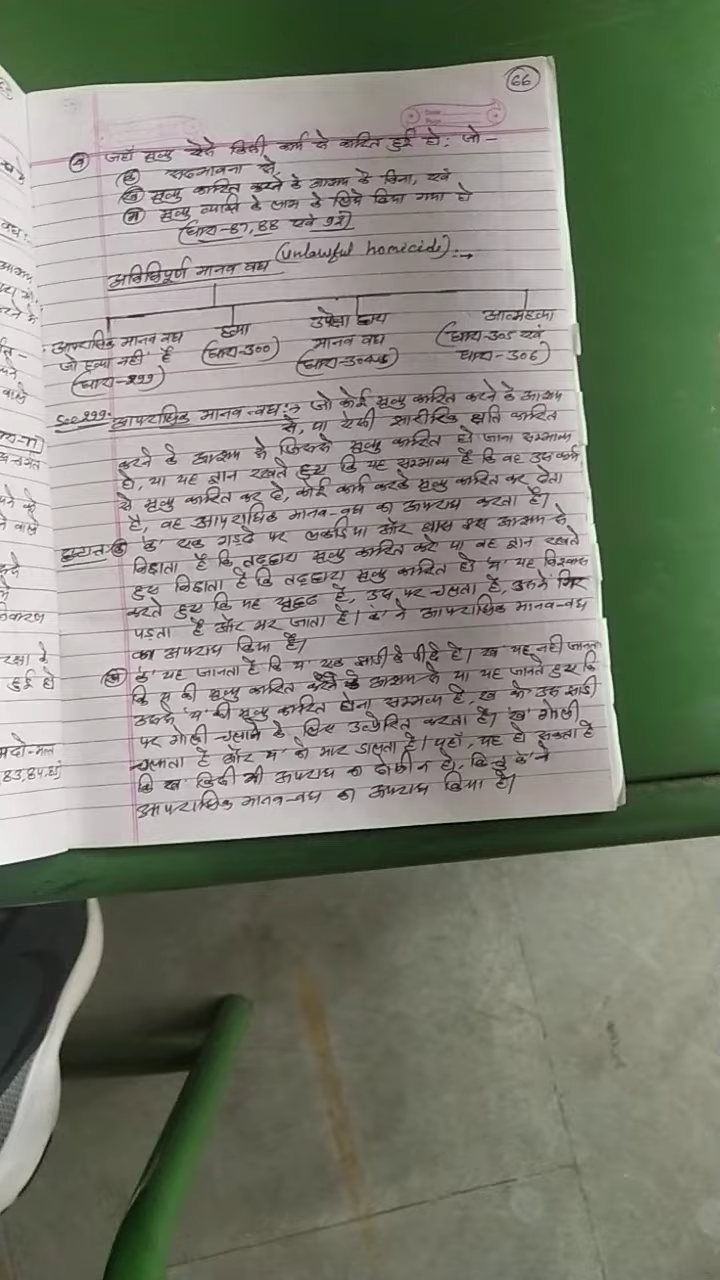 66
जहाँ मृत्यु ऐसे किसी कार्य से कारित हुई हो: जो -
सद्भावना से,
मृत्यु कारित करने के आशय के बिना, एवं
मृत्यु व्यक्ति के लाभ के लिये किया गया हो
(धारा-87, 88 एवं 92)
अविधिपूर्ण मानव वध (unlawful homicide) :→
आपराधिक मानव वध हत्या उपेक्षा द्वारा आत्महत्या
जो हत्या नहीं है (धारा-300) मानव वध (धारा-305 एवं
(धारा-299) धारा-306)
Sec 299. आपराधिक मानव-वध :→ जो कोई मृत्यु कारित करने के आशय
से, या ऐसी शारीरिक क्षति कारित
करने के आशय से जिससे मृत्यु कारित हो जाना सम्भाव्य
हो, या यह ज्ञान रखते हुए कि यह सम्भाव्य है कि वह उस कार्य
से मृत्यु कारित कर दे, कोई कार्य करके मृत्यु कारित कर देता
है, वह आपराधिक मानव-वध का अपराध करता है।
दृष्टान्त 'क' एक गड्ढे पर लकडिया और घास इस आशय से
बिछाता है कि तद्द्वारा मृत्यु कारित करे या वह ज्ञान रखते
हुए बिछाता है कि तद्द्वारा मृत्यु कारित हो 'य' यह विश्वास
करते हुए कि यह सुदृढ है, उस पर चलता है, उसमें गिर
पड़ता है और मर जाता है। 'क' ने आपराधिक मानव-वध
का अपराध किया है।
'क' यह जानता है कि 'य' एक झाडी के पीछे है। 'ख' यह नही जानता
कि य की मृत्यु कारित करने के आशय से या यह जानते हुए कि
उससे 'य' की मृत्यु कारित होना सम्भाव्य है, ख को उस झाडी
पर गोली चलाने के लिए उत्प्रेरित करता है। 'ख' गोली
चलाता है और 'य' को मार डालता है। यहाँ, यह हो सकता है
कि 'ख' किसी भी अपराध का दोषी न हो, किन्तु 'क' ने
आपराधिक मानव-वध का अपराध किया है।